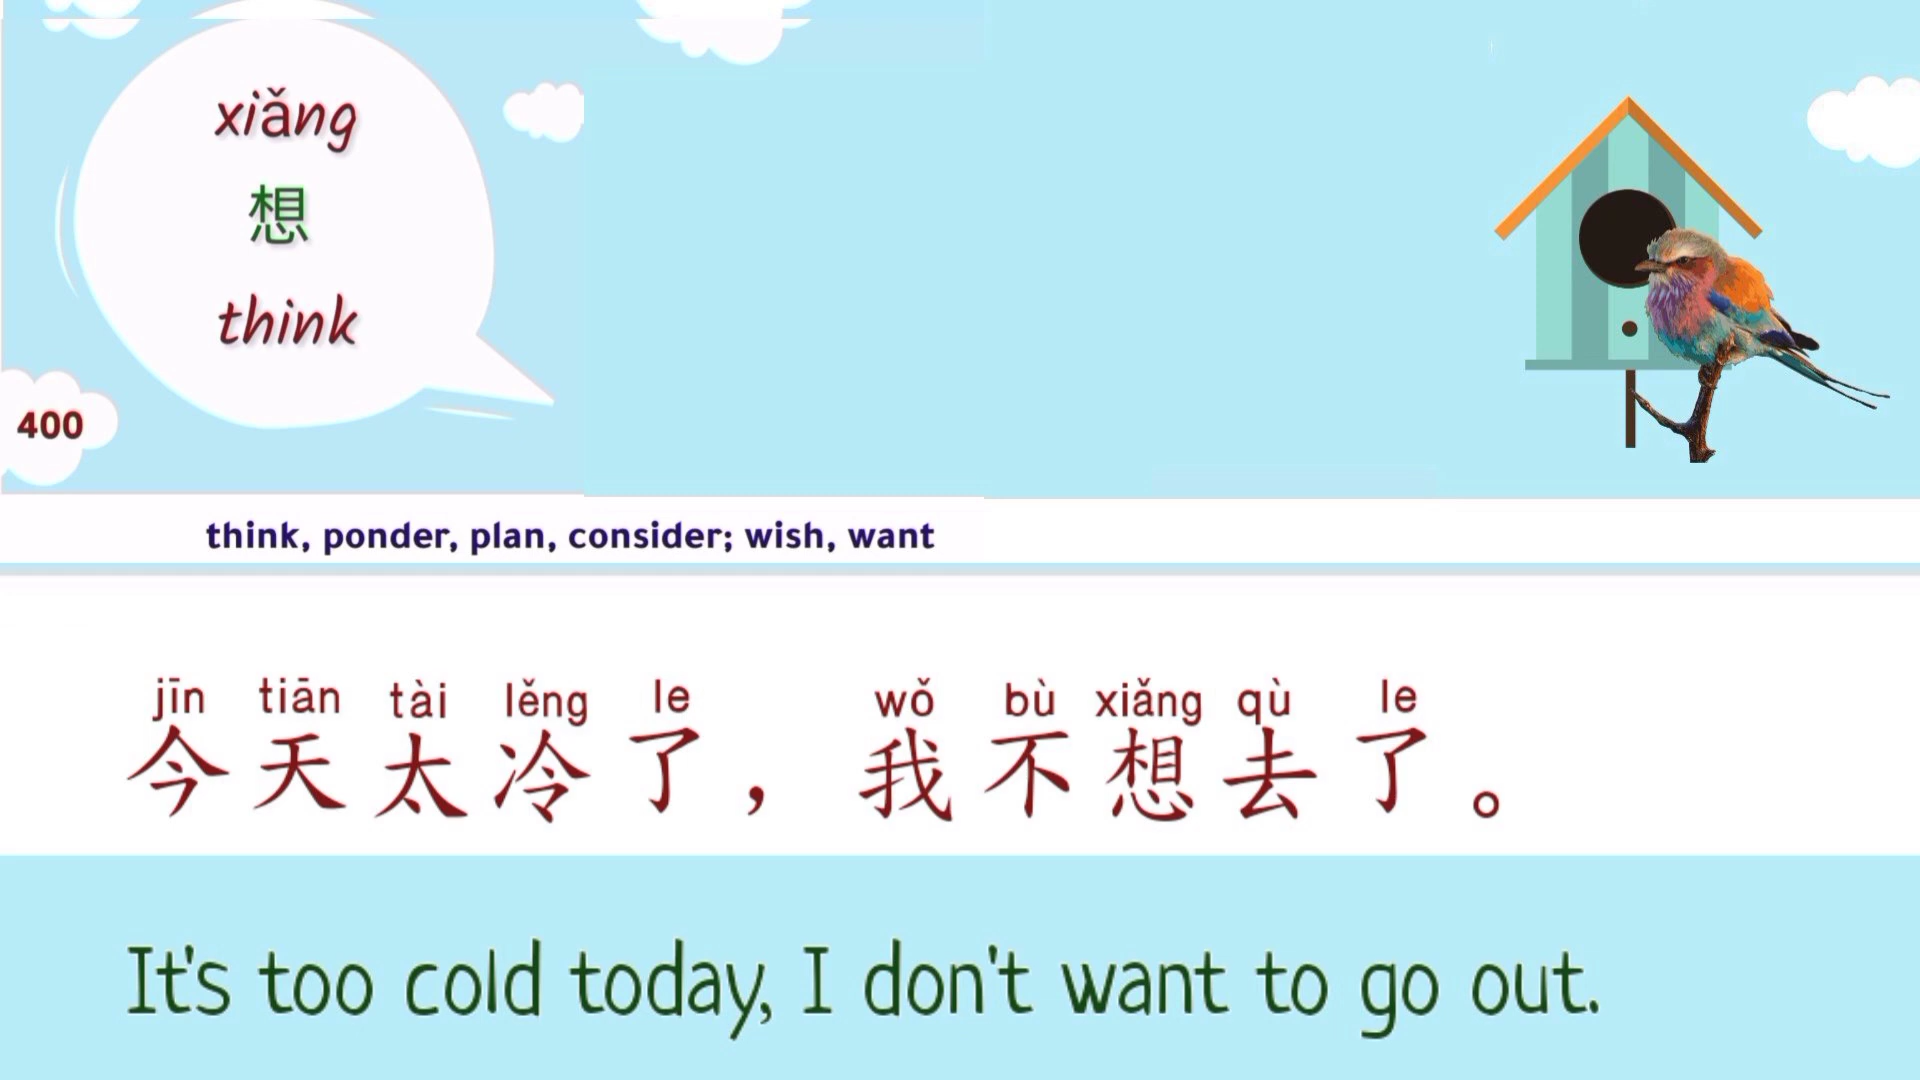 xiǎng
想
think
400
think, ponder, plan, consider; wish, want
jīn tiān tài lěng le wǒ bù xiǎng qù le
今天太冷了，我不想去了。
It's too cold today, I don't want to go out.